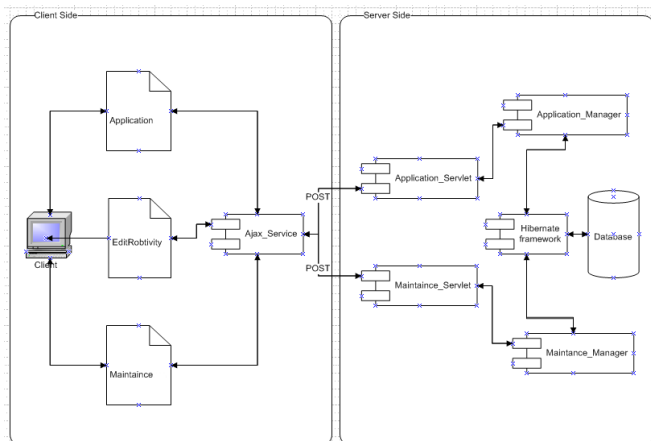 Client Side
Server Side
Application
Application_Manager
Application_Servlet
POST
Client
EditRobtivity
Ajax_Service
Hibernate
framework
Database
POST
Maintaince_Servlet
Maintaince
Maintance_Manager